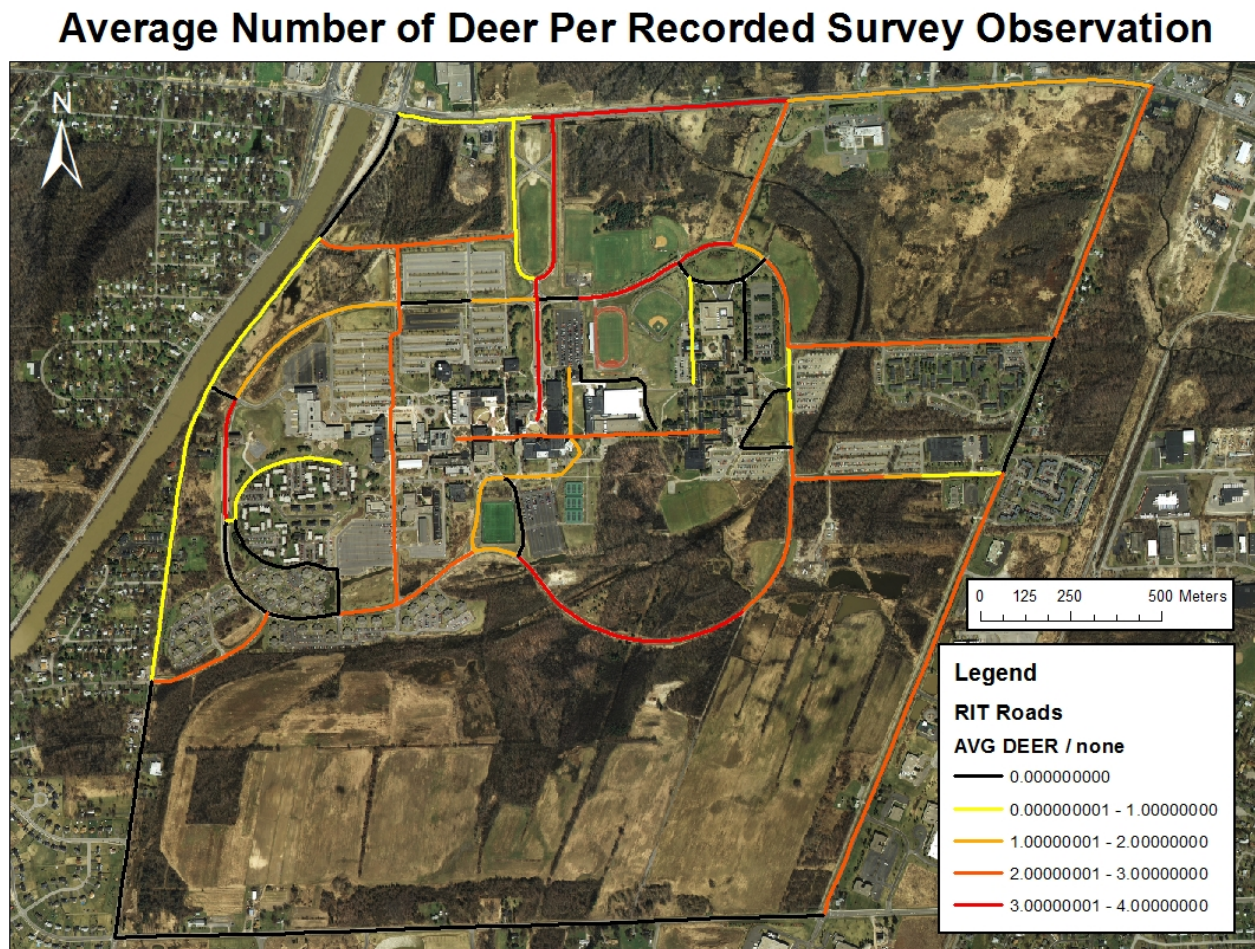 Average Number of Deer Per Recorded Survey Observation
N
0 125 250 500 Meters
Legend
RIT Roads
AVG DEER / none
0.000000000
0.000000001 - 1.00000000
1.00000001 - 2.00000000
2.00000001 - 3.00000000
3.00000001 - 4.00000000